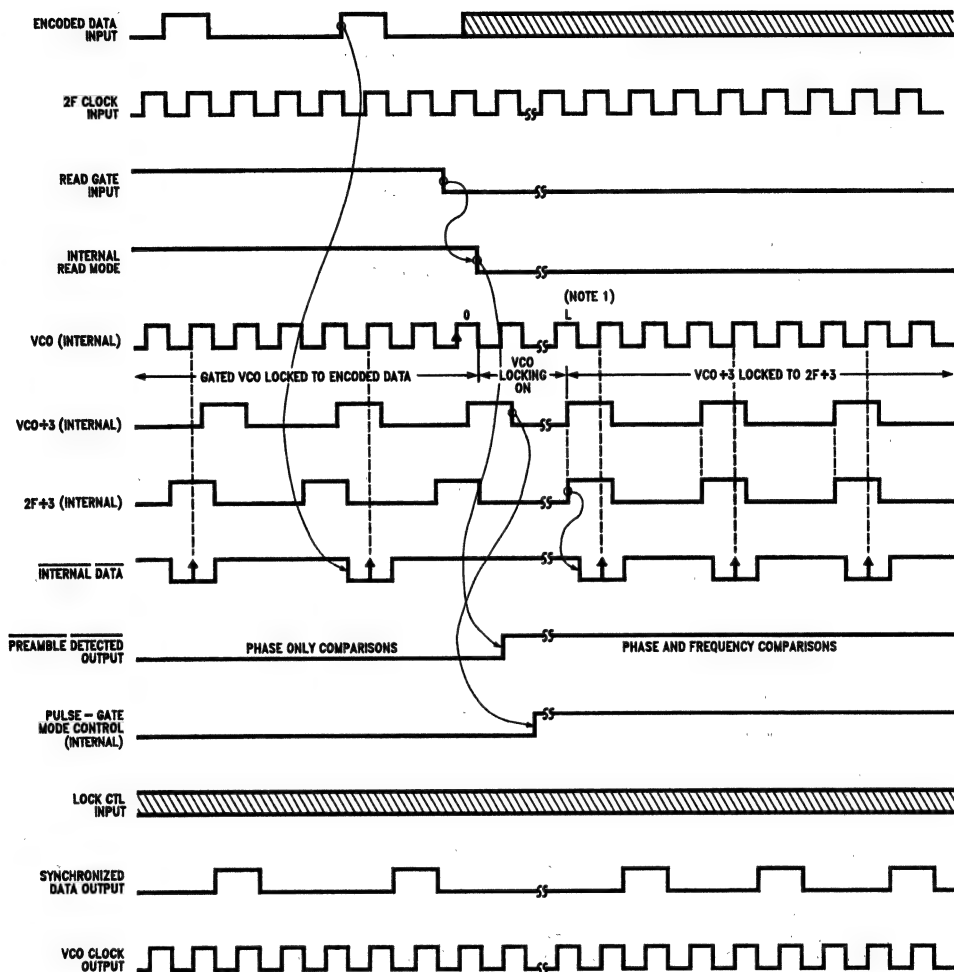 ENCODED DATA
INPUT
2F CLOCK
INPUT
READ GATE
INPUT
INTERNAL
READ MODE
(NOTE 1)
0
L
VCO (INTERNAL)
GATED VCO LOCKED TO ENCODED DATA
VCO
LOCKING
ON
VCO÷3 LOCKED TO 2F÷3
VCO÷3 (INTERNAL)
2F÷3 (INTERNAL)
INTERNAL DATA
PREAMBLE DETECTED
OUTPUT
PHASE ONLY COMPARISONS
PHASE AND FREQUENCY COMPARISONS
PULSE - GATE
MODE CONTROL
(INTERNAL)
LOCK CTL
INPUT
SYNCHRONIZED
DATA OUTPUT
VCO CLOCK
OUTPUT